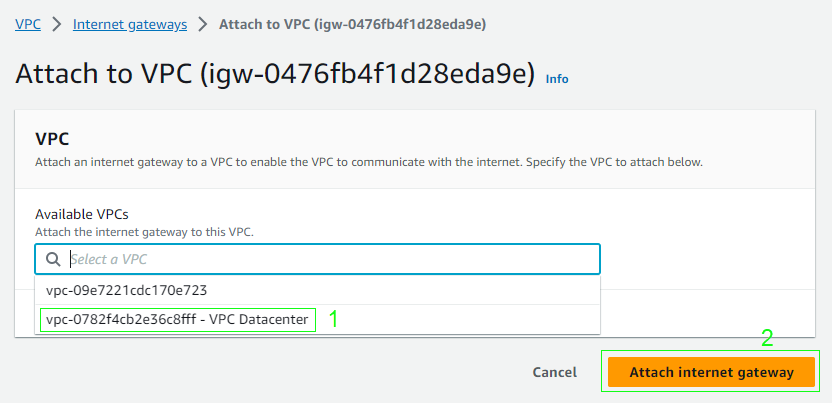 VPC > Internet gateways > Attach to VPC (igw-0476fb4f1d28eda9e)
Attach to VPC (igw-0476fb4f1d28eda9e) Info
VPC
Attach an internet gateway to a VPC to enable the VPC to communicate with the internet. Specify the VPC to attach below.
Available VPCs
Attach the internet gateway to this VPC.
Select a VPC
vpc-09e7221cdc170e723
vpc-0782f4cb2e36c8fff - VPC Datacenter 1
2
Cancel Attach internet gateway